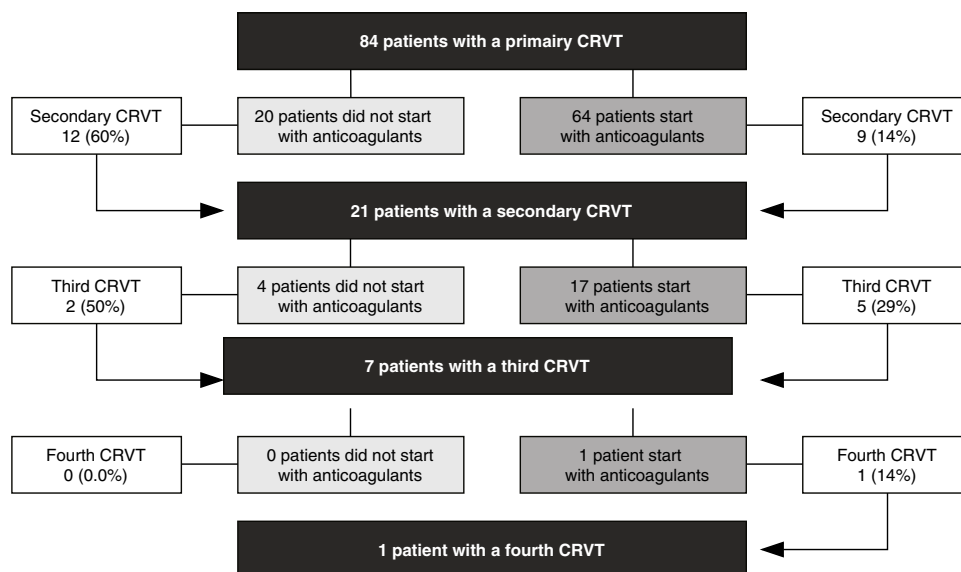 84 patients with a primairy CRVT
Secondary CRVT
12 (60%)
20 patients did not start
with anticoagulants
64 patients start
with anticoagulants
Secondary CRVT
9 (14%)
21 patients with a secondary CRVT
Third CRVT
2 (50%)
4 patients did not start
with anticoagulants
17 patients start
with anticoagulants
Third CRVT
5 (29%)
7 patients with a third CRVT
Fourth CRVT
0 (0.0%)
0 patients did not start
with anticoagulants
1 patient start
with anticoagulants
Fourth CRVT
1 (14%)
1 patient with a fourth CRVT